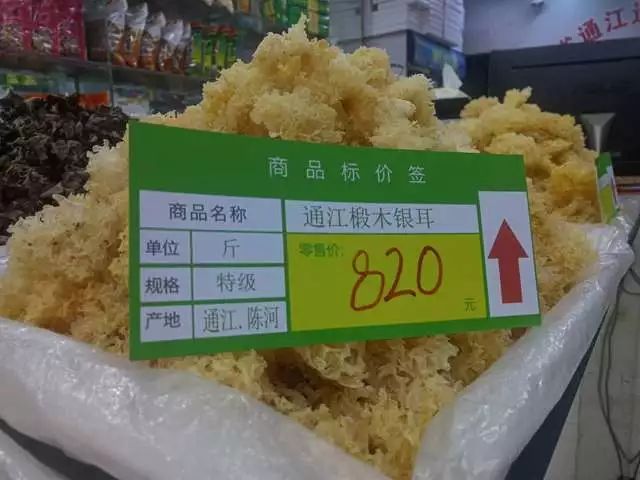 通江
商品标价签
商品名称 通江椴木银耳
单位 斤 零售价: 820 元
规格 特级
产地 通江.陈河